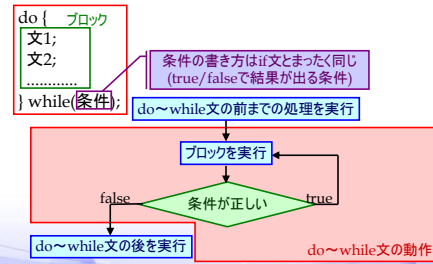 do { ブロック
文1;
文2;
............
} while(条件);
条件の書き方はif文とまったく同じ
(true/falseで結果が出る条件)
do～while文の前までの処理を実行
ブロックを実行
false
条件が正しい
true
do～while文の後を実行
do～while文の動作